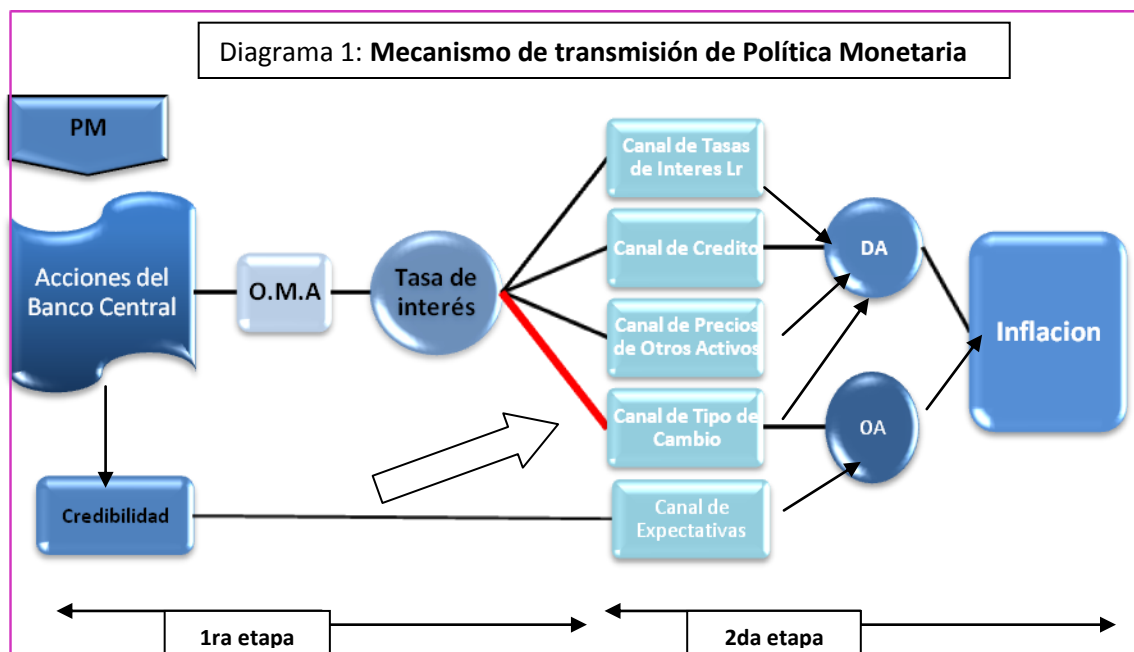 Diagrama 1: Mecanismo de transmisión de Política Monetaria
PM
Acciones del
Banco Central
O.M.A
Tasa de
interés
Canal de Tasas
de Interes Lr
Canal de Credito
Canal de Precios
de Otros Activos
Canal de Tipo de
Cambio
Canal de
Expectativas
DA
OA
Inflacion
Credibilidad
1ra etapa
2da etapa